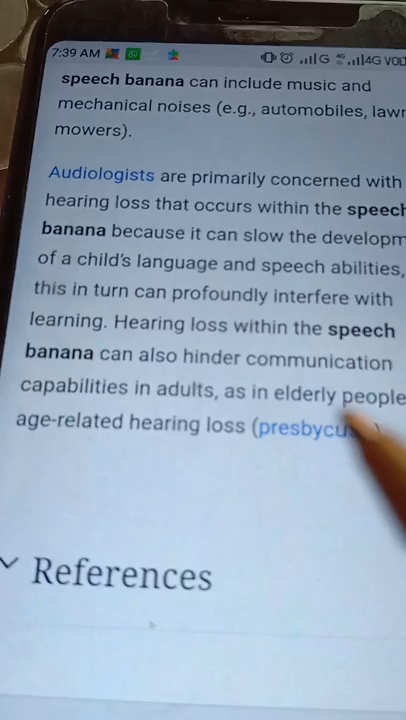 7:39 AM
G 4G VOL
speech banana can include music and
mechanical noises (e.g., automobiles, lawn
mowers).
Audiologists are primarily concerned with
hearing loss that occurs within the speech
banana because it can slow the developm
of a child's language and speech abilities,
this in turn can profoundly interfere with
learning. Hearing loss within the speech
banana can also hinder communication
capabilities in adults, as in elderly people
age-related hearing loss (presbycu
References